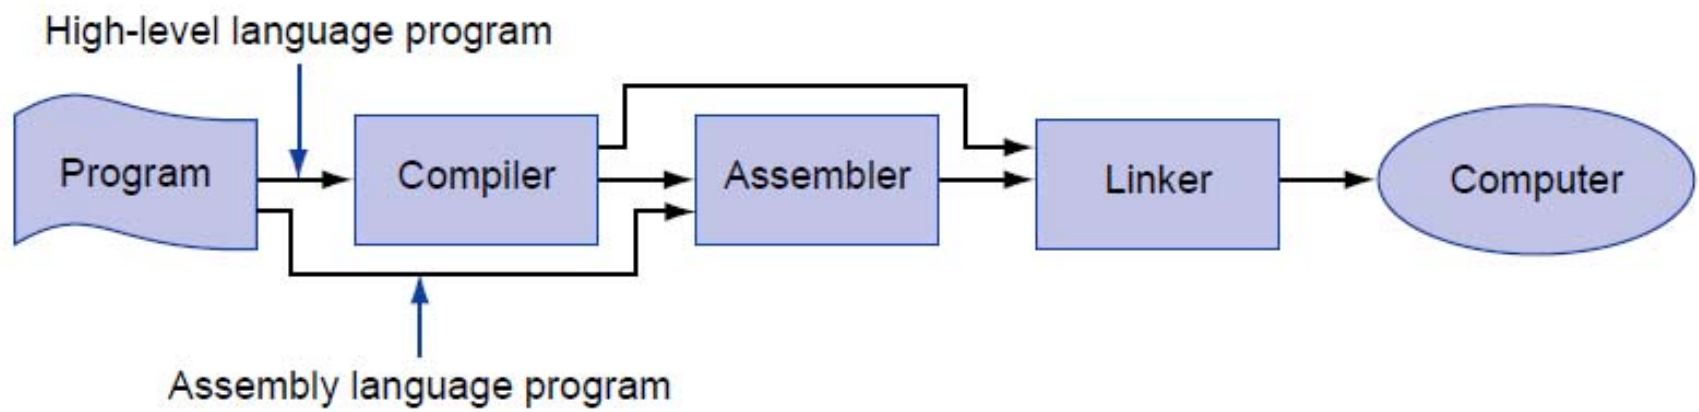 High-level language program
Program
Compiler
Assembler
Linker
Computer
Assembly language program